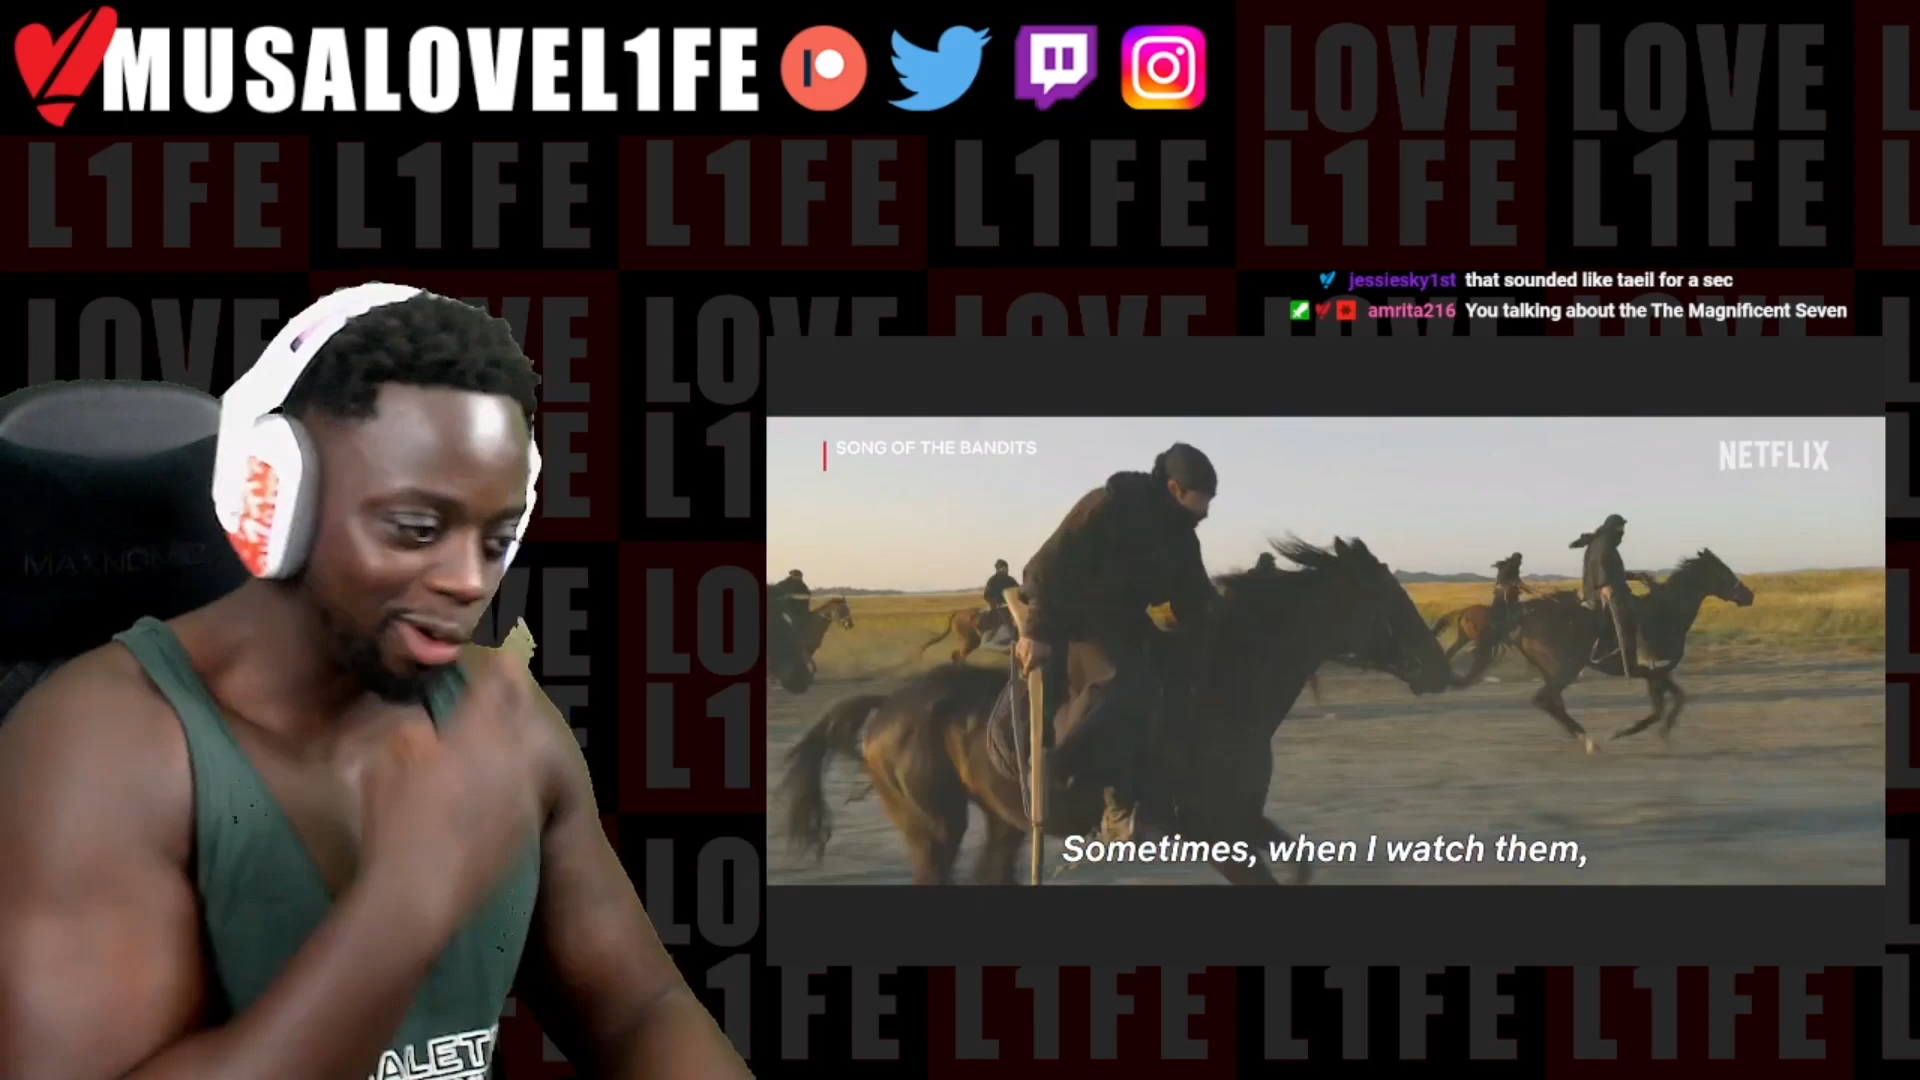 MUSALOVEL1FE
LOVE LOVE
L1FE L1FE L1FE L1FE L1FE L1FE
jessiesky1st that sounded like taeil for a sec
amrita216 You talking about the The Magnificent Seven
SONG OF THE BANDITS
NETFLIX
MAXNOMIC
Sometimes, when I watch them,
L1FE L1FE L1FE L1FE